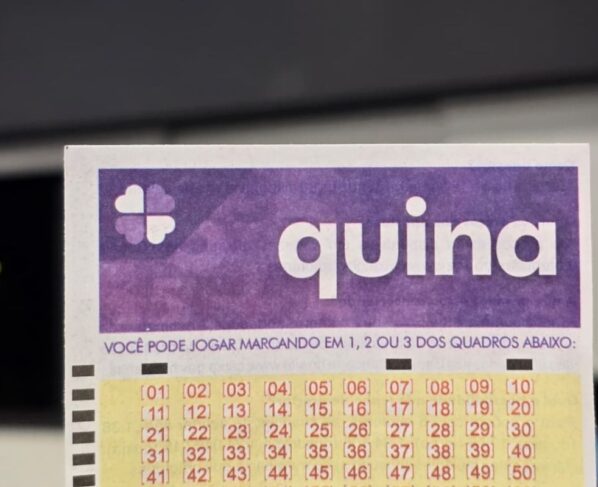 quina
VOCÊ PODE JOGAR MARCANDO EM 1, 2 OU 3 DOS QUADROS ABAIXO:
[01] [02] [03] [04] [05] [06] [07] [08] [09] [10]
[11] [12] [13] [14] [15] [16] [17] [18] [19] [20]
[21] [22] [23] [24] [25] [26] [27] [28] [29] [30]
[31] [32] [33] [34] [35] [36] [37] [38] [39] [40]
[41] [42] [43] [44] [45] [46] [47] [48] [49] [50]